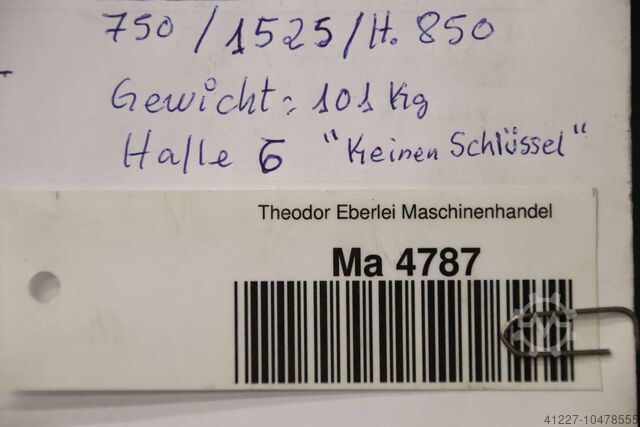 750 / 1525 / H. 850
Gewicht: 101 Kg
Halle 6 "Keinen Schlüssel"
Theodor Eberlei Maschinenhandel
Ma 4787
41227-10478555